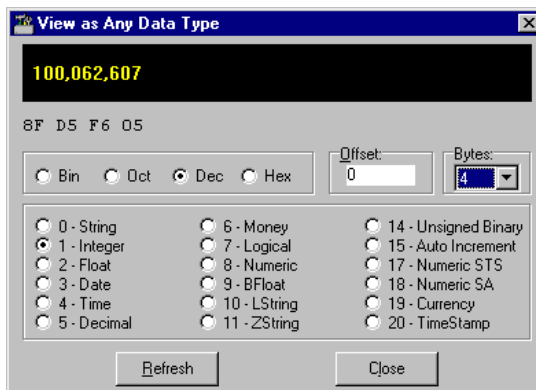 View as Any Data Type
100,062,607
8F D5 F6 05
Bin Oct Dec Hex
Offset:
0
Bytes:
4
0 - String
1 - Integer
2 - Float
3 - Date
4 - Time
5 - Decimal
6 - Money
7 - Logical
8 - Numeric
9 - BFloat
10 - LString
11 - ZString
14 - Unsigned Binary
15 - Auto Increment
17 - Numeric STS
18 - Numeric SA
19 - Currency
20 - TimeStamp
Refresh
Close